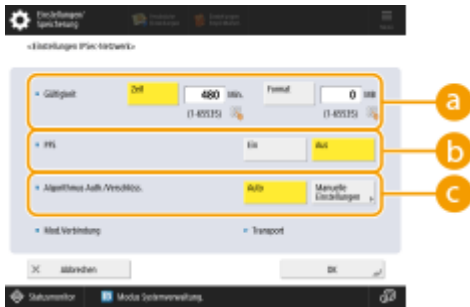 Einstellungen/
Speicherung
<Einstellungen IPSec-Netzwerk>
Gültigkeit
Zeit
480 Min.
Format
0 MB
(1-65535)
(1-65535)
a
PFS
Ein
Aus
b
Algorithmus Auth./Verschlüss.
Auto
Manuelle
Einstellungen
c
Mod.Verbindung
Transport
Abbrechen
OK
Statusmonitor
Modus Systemverwaltung.